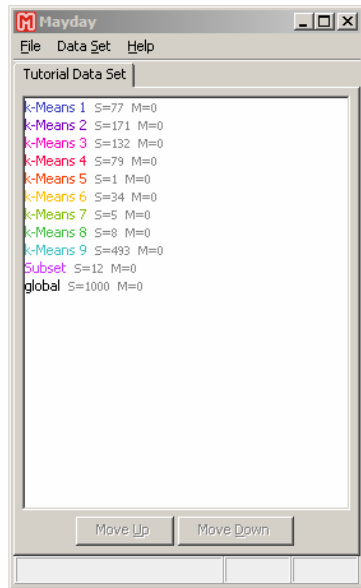 Mayday
File Data Set Help
Tutorial Data Set
k-Means 1 S=77 M=0
k-Means 2 S=171 M=0
k-Means 3 S=132 M=0
k-Means 4 S=79 M=0
k-Means 5 S=1 M=0
k-Means 6 S=34 M=0
k-Means 7 S=5 M=0
k-Means 8 S=8 M=0
k-Means 9 S=493 M=0
Subset S=12 M=0
global S=1000 M=0
Move Up Move Down